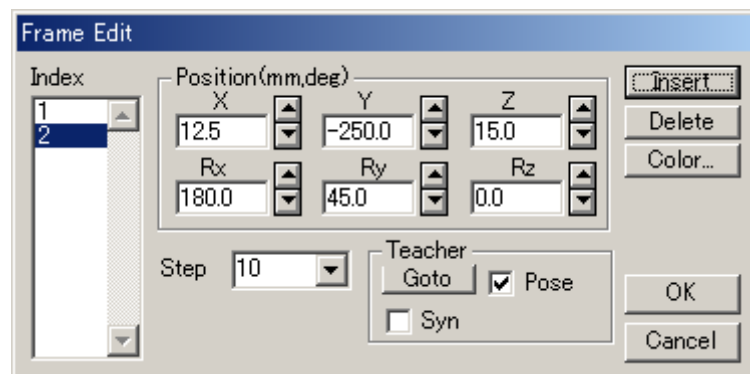 Frame Edit
Index
1
2
Position(mm,deg)
X Y Z
12.5 -250.0 15.0
Rx Ry Rz
180.0 45.0 0.0
Step 10
Teacher
Goto Pose
Syn
Insert
Delete
Color...
OK
Cancel